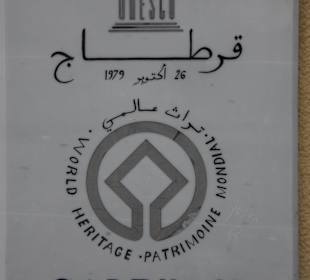 UNESCO
قرطاج
26 أكتوبر 1979
تراث عالمي · WORLD HERITAGE · PATRIMOINE MONDIAL ·